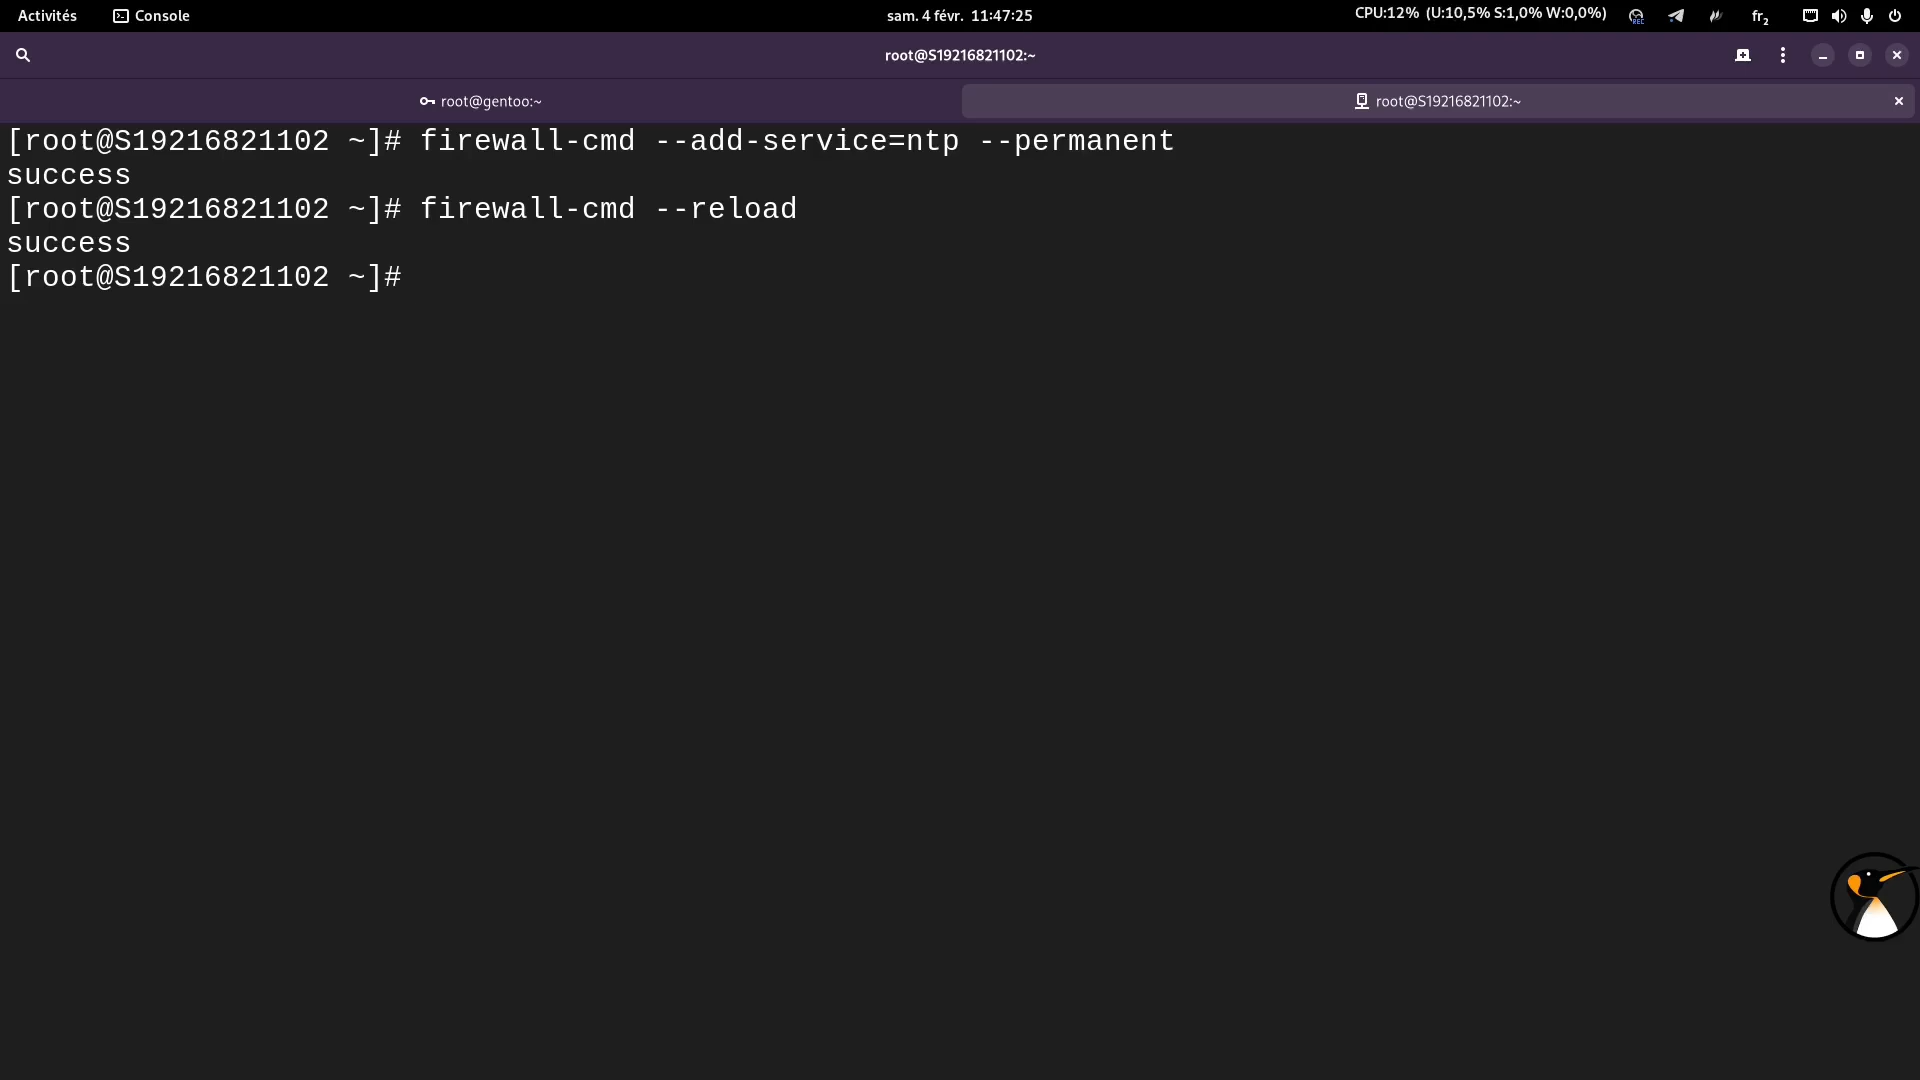 Activités Console sam. 4 févr. 11:47:25 CPU:12% (U:10,5% S:1,0% W:0,0%) REC fr2
root@S19216821102:~
root@gentoo:~ root@S19216821102:~
[root@S19216821102 ~]# firewall-cmd --add-service=ntp --permanent
success
[root@S19216821102 ~]# firewall-cmd --reload
success
[root@S19216821102 ~]#